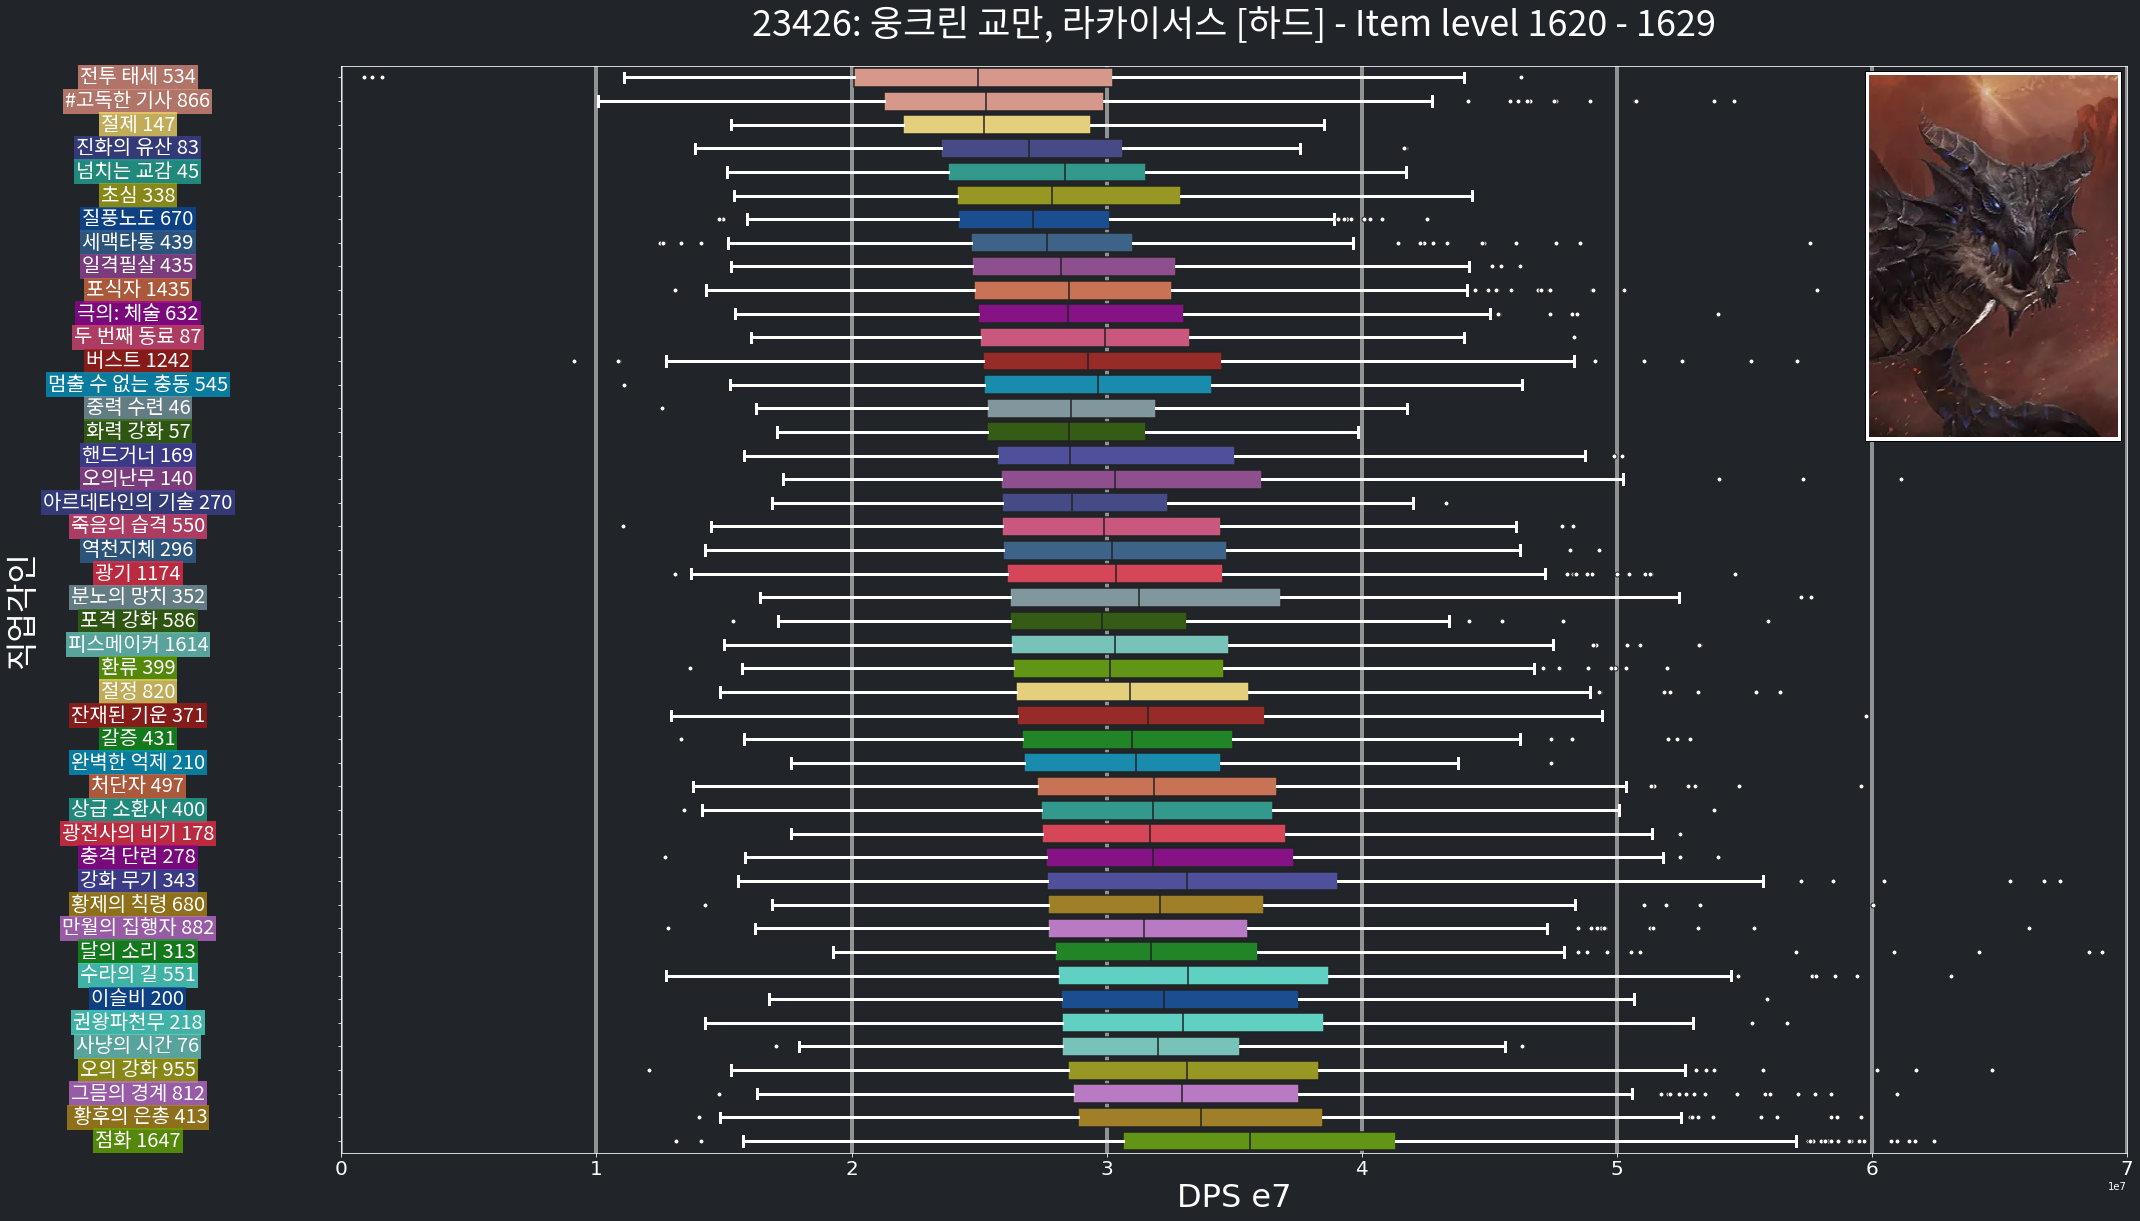 23426: 웅크린 교만, 라카이서스 [하드] - Item level 1620 - 1629
직업각인
전투 태세 534
#고독한 기사 866
절제 147
진화의 유산 83
넘치는 교감 45
초심 338
질풍노도 670
세맥타통 439
일격필살 435
포식자 1435
극의: 체술 632
두 번째 동료 87
버스트 1242
멈출 수 없는 충동 545
중력 수련 46
화력 강화 57
핸드거너 169
오의난무 140
아르데타인의 기술 270
죽음의 습격 550
역천지체 296
광기 1174
분노의 망치 352
포격 강화 586
피스메이커 1614
환류 399
절정 820
잔재된 기운 371
갈증 431
완벽한 억제 210
처단자 497
상급 소환사 400
광전사의 비기 178
충격 단련 278
강화 무기 343
황제의 칙령 680
만월의 집행자 882
달의 소리 313
수라의 길 551
이슬비 200
권왕파천무 218
사냥의 시간 76
오의 강화 955
그믐의 경계 812
황후의 은총 413
점화 1647
0 1 2 3 4 5 6 7
1e7
DPS e7